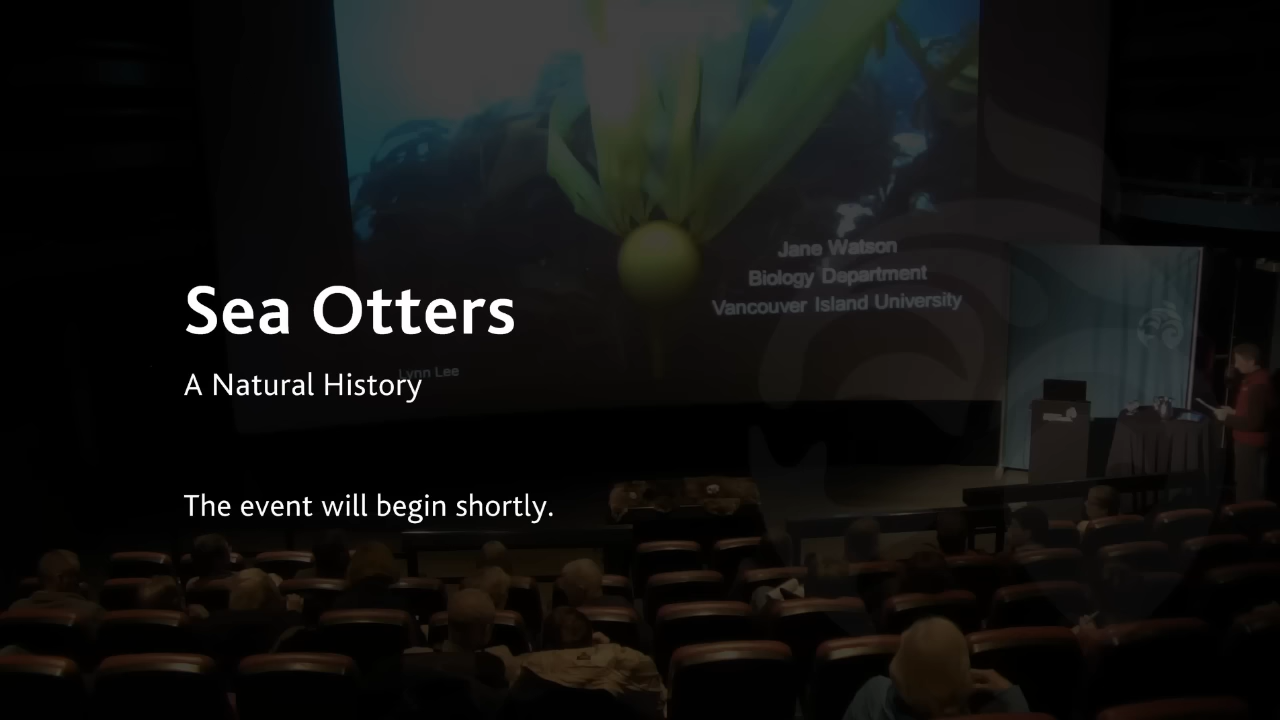 Jane Watson
Biology Department
Vancouver Island University
Sea Otters
Lynn Lee
A Natural History
The event will begin shortly.